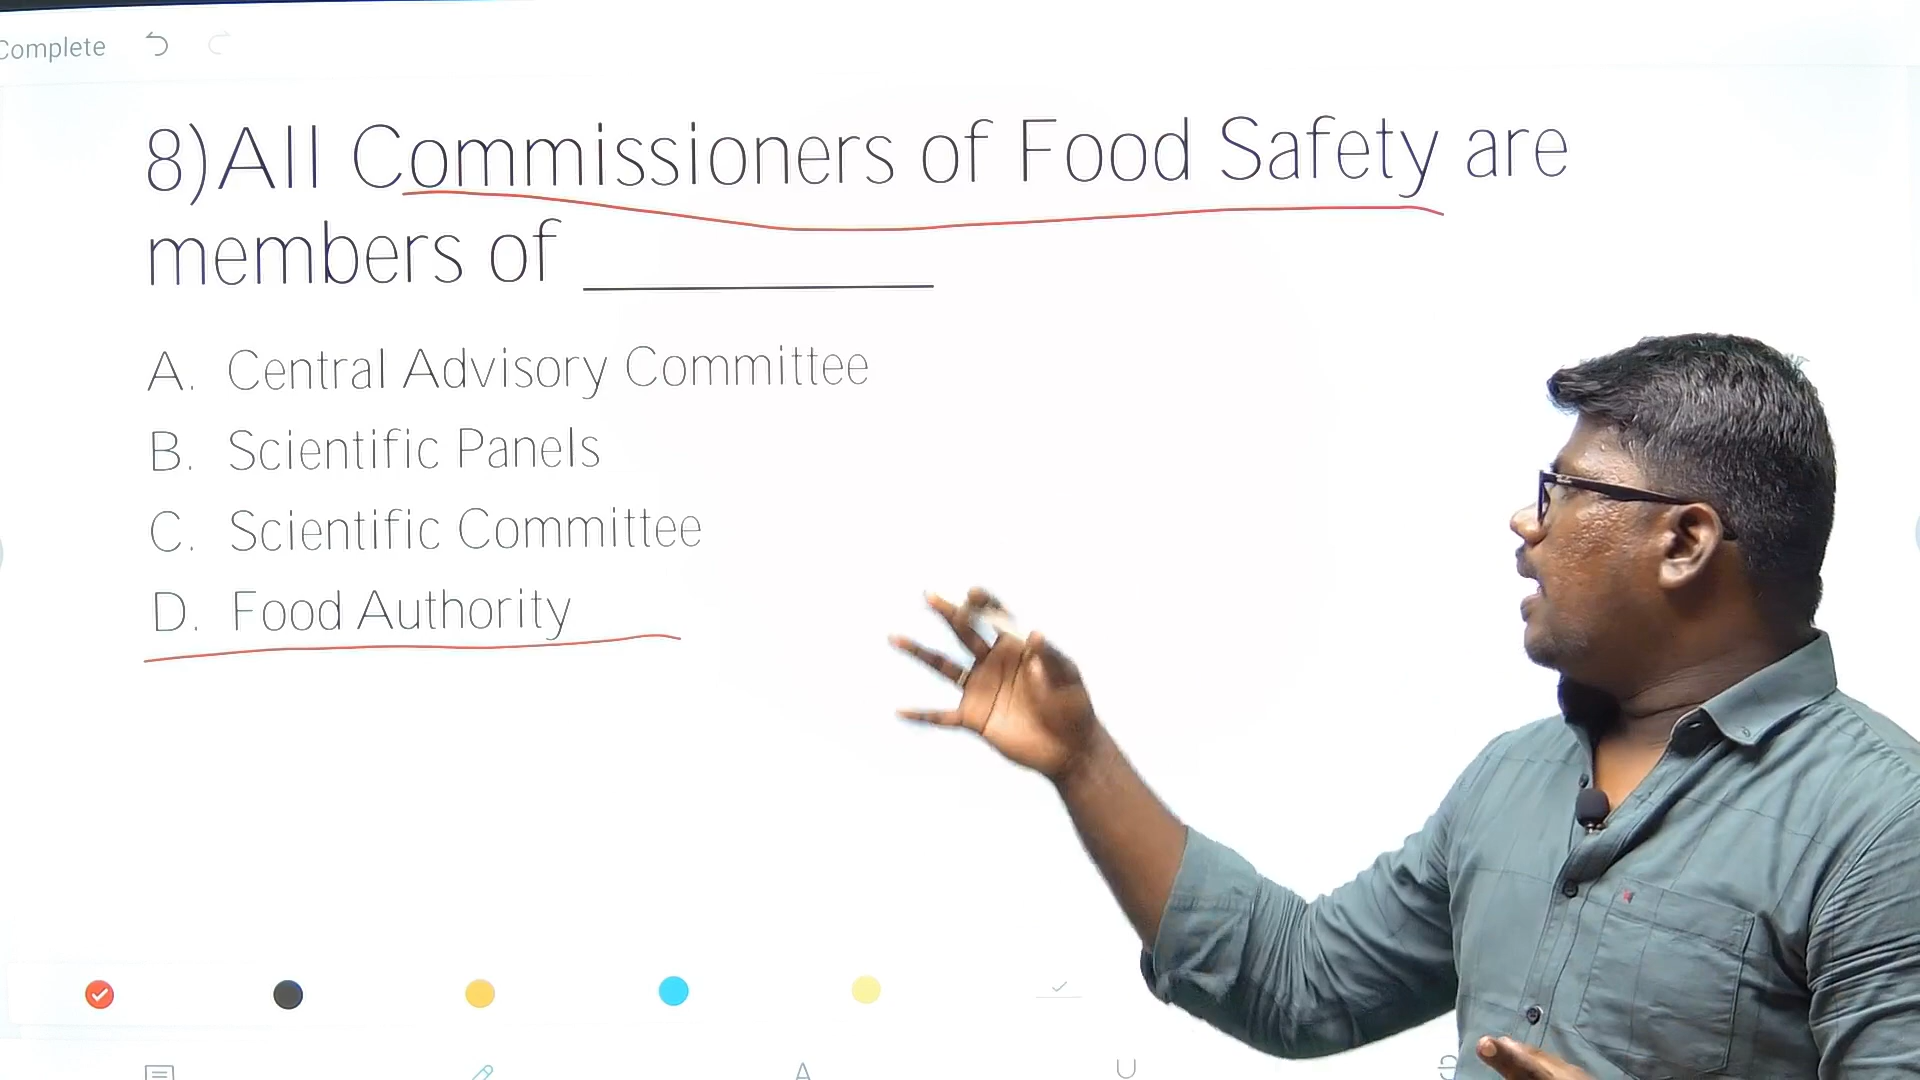 Complete
8) All Commissioners of Food Safety are
members of __________
A. Central Advisory Committee
B. Scientific Panels
C. Scientific Committee
D. Food Authority
A
U